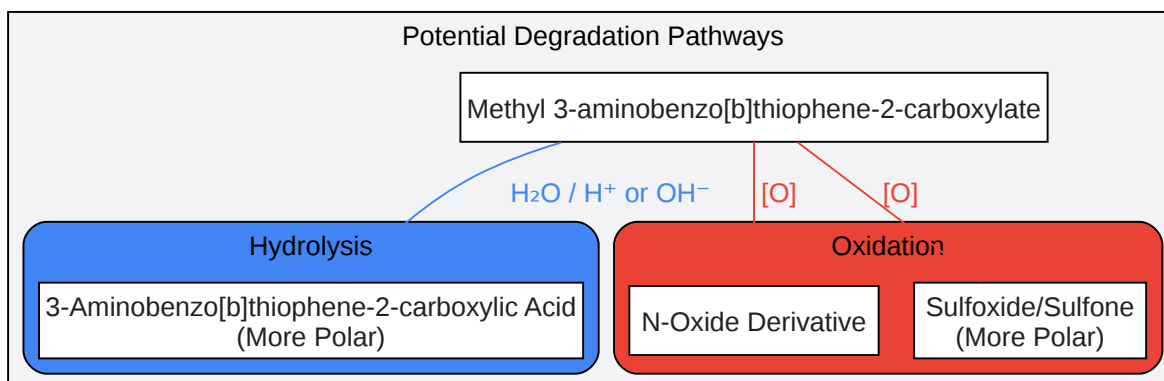 Potential Degradation Pathways
Methyl 3-aminobenzo[b]thiophene-2-carboxylate
H₂O / H⁺ or OH⁻
[O]
[O]
Hydrolysis
Oxidation
3-Aminobenzo[b]thiophene-2-carboxylic Acid
(More Polar)
N-Oxide Derivative
Sulfoxide/Sulfone
(More Polar)